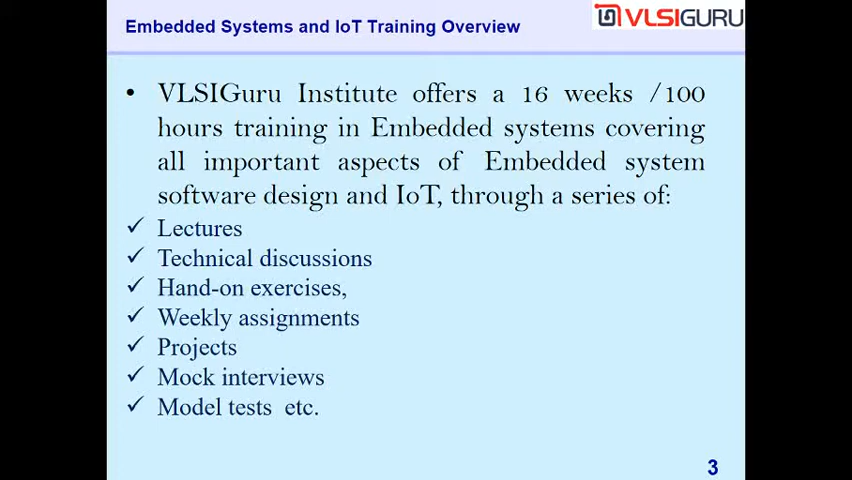 Embedded Systems and IoT Training Overview
VLSIGURU
• VLSIGuru Institute offers a 16 weeks /100
hours training in Embedded systems covering
all important aspects of Embedded system
software design and IoT, through a series of:
✓ Lectures
✓ Technical discussions
✓ Hand-on exercises,
✓ Weekly assignments
✓ Projects
✓ Mock interviews
✓ Model tests etc.
3